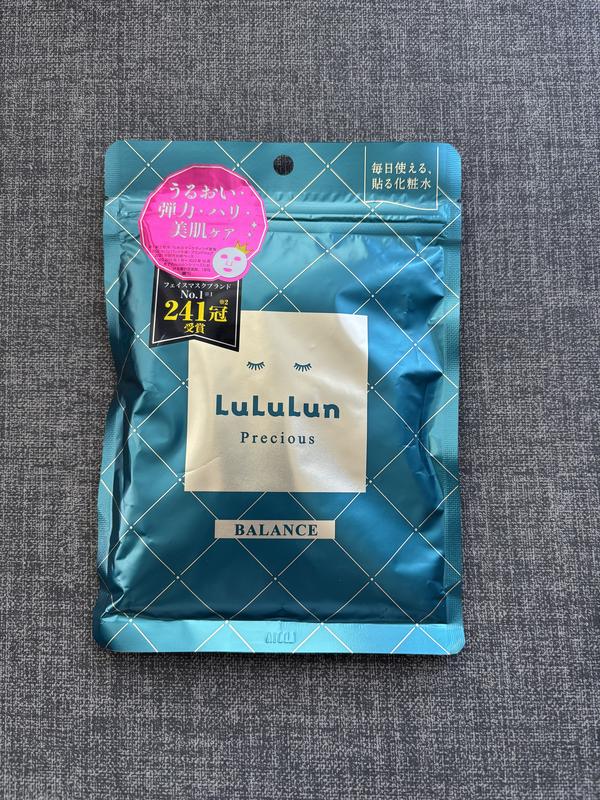 毎日使える、
貼る化粧水
うるおい・
弾力・ハリ・
美肌ケア
フェイスマスクブランド
No.1※1
241冠※2
受賞
LuLuLun
Precious
BALANCE